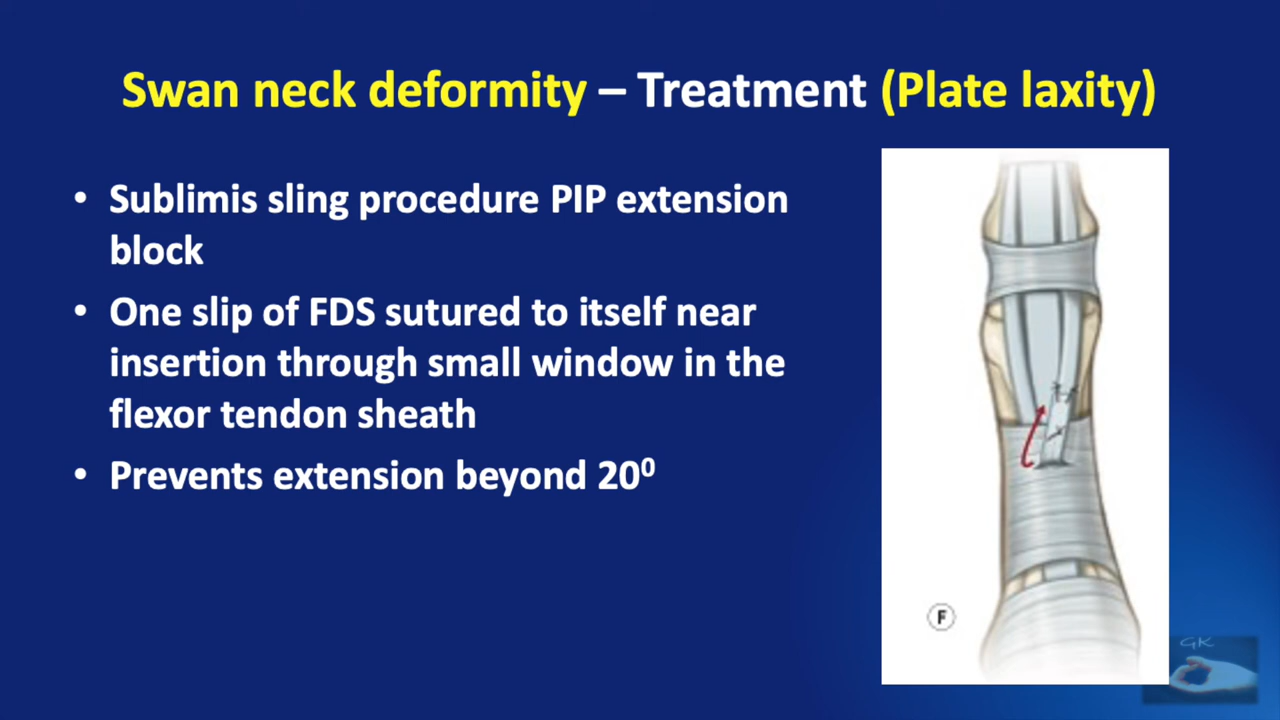 Swan neck deformity – Treatment (Plate laxity)
• Sublimis sling procedure PIP extension
block
• One slip of FDS sutured to itself near
insertion through small window in the
flexor tendon sheath
• Prevents extension beyond 20⁰
F
GK